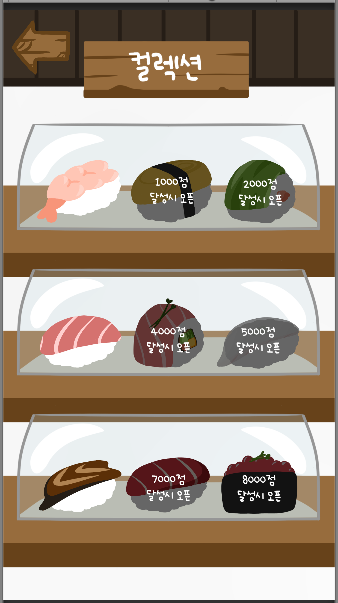 컬렉션
1000점
달성시 오픈
2000점
달성시 오픈
4000점
달성시 오픈
5000점
달성시 오픈
7000점
달성시 오픈
8000점
달성시 오픈